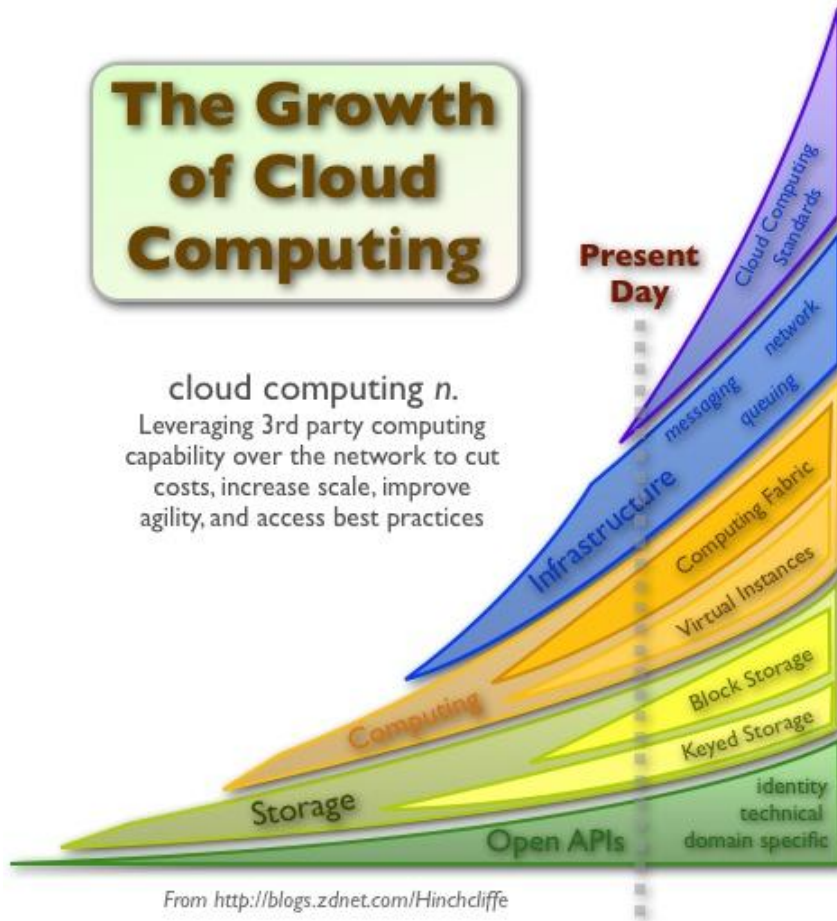 The Growth
of Cloud
Computing
cloud computing n.
Leveraging 3rd party computing
capability over the network to cut
costs, increase scale, improve
agility, and access best practices
Present
Day
Cloud Computing
Standards
network
messaging
queuing
Infrastructure
Computing Fabric
Virtual Instances
Computing
Block Storage
Keyed Storage
Storage
identity
technical
domain specific
Open APIs
From http://blogs.zdnet.com/Hinchcliffe